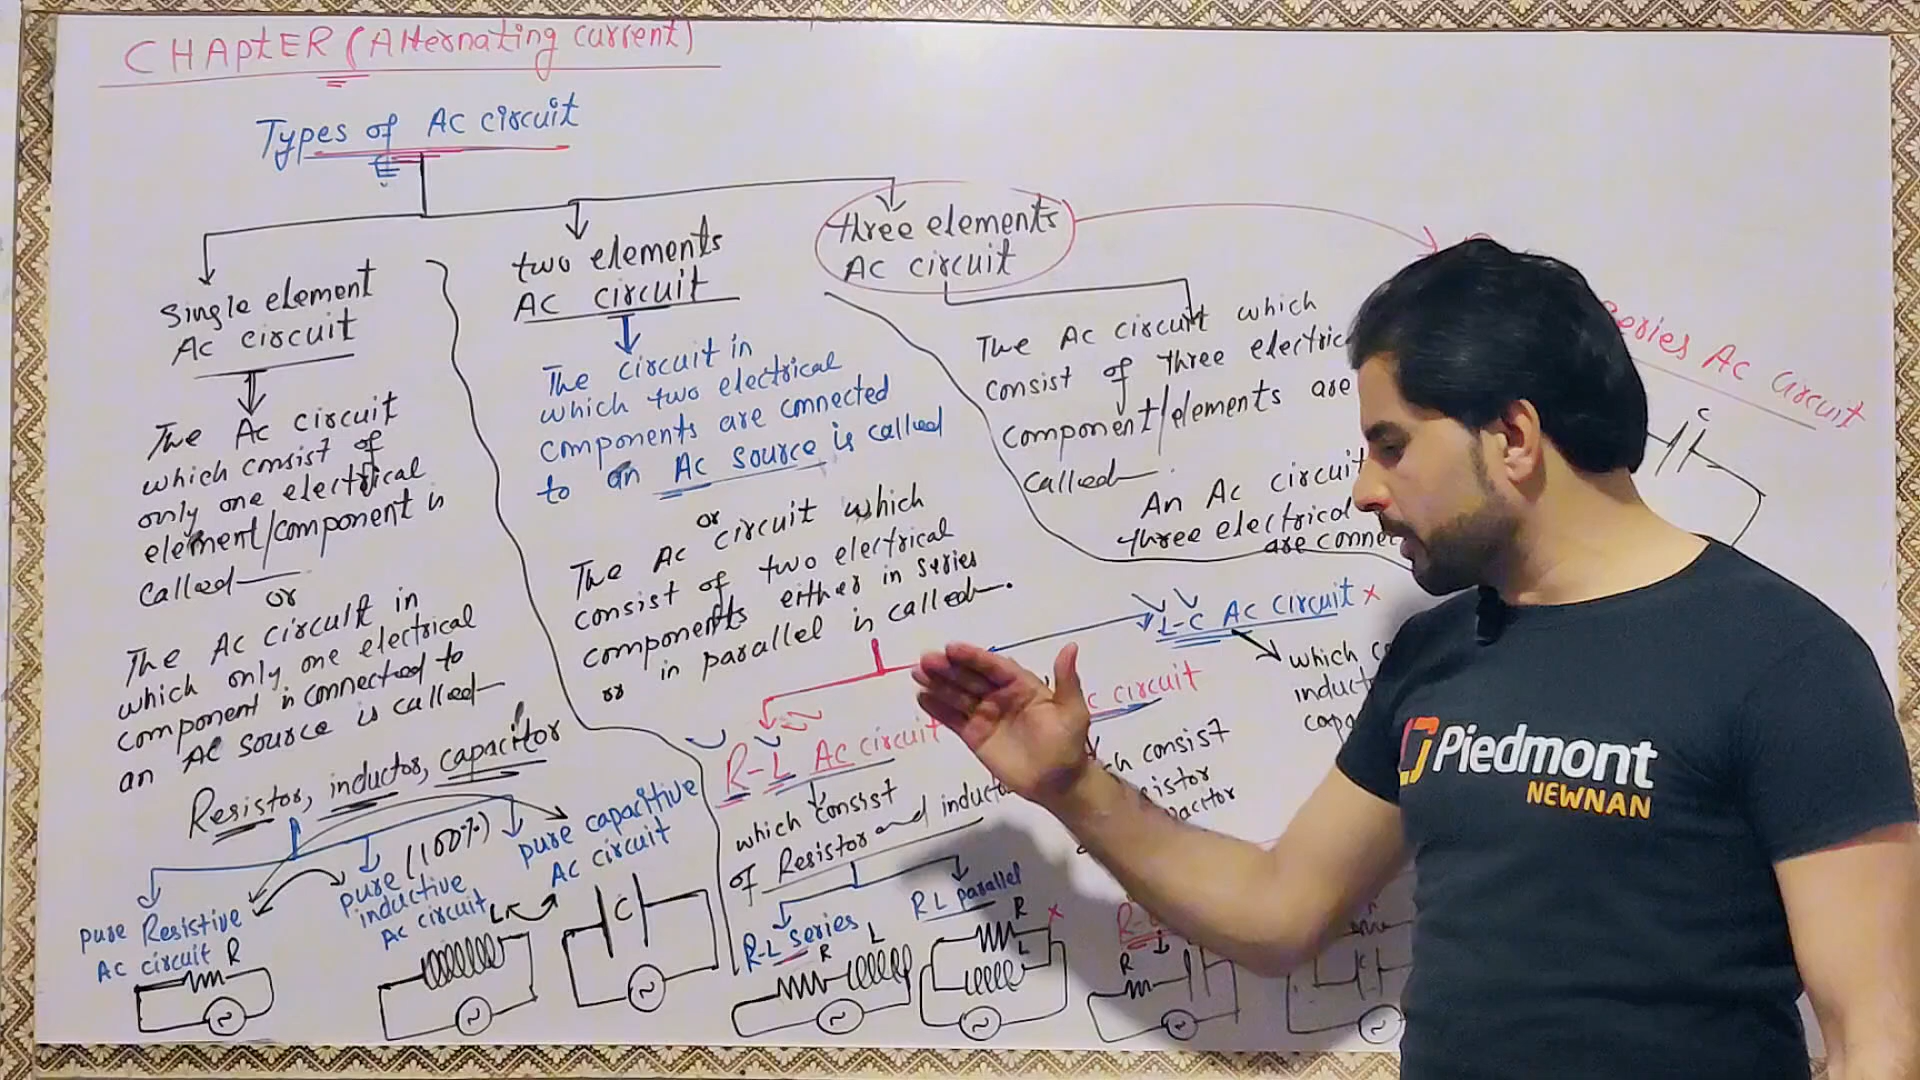 CHAPtER (Alternating current)
Types of AC circuit
single element
AC circuit
The AC circuit
which consist of
only one electrical
element/component is
called
or
The AC circuit in
which only one electrical
component is connected to
an AC source is called
Resistor, inductor, capacitor
pure Resistive
AC circuit
R
pure (100%)
inductive
AC circuit
L
pure capacitive
AC circuit
C
two elements
AC circuit
The circuit in
which two electrical
components are connected
to an AC source is called
or
The AC circuit which
consist of two electrical
components either in series
or in parallel is called
R-L AC circuit
which consist
of Resistor and
R-L series
R L
RL parallel
R
L
x
circuit
consist
R
three elements
AC circuit
The AC circuit which
consist of three
component/elements are
called
An AC circuit
three electrical
are
L-C AC circuit x
which
series AC circuit
C
Piedmont
NEWNAN